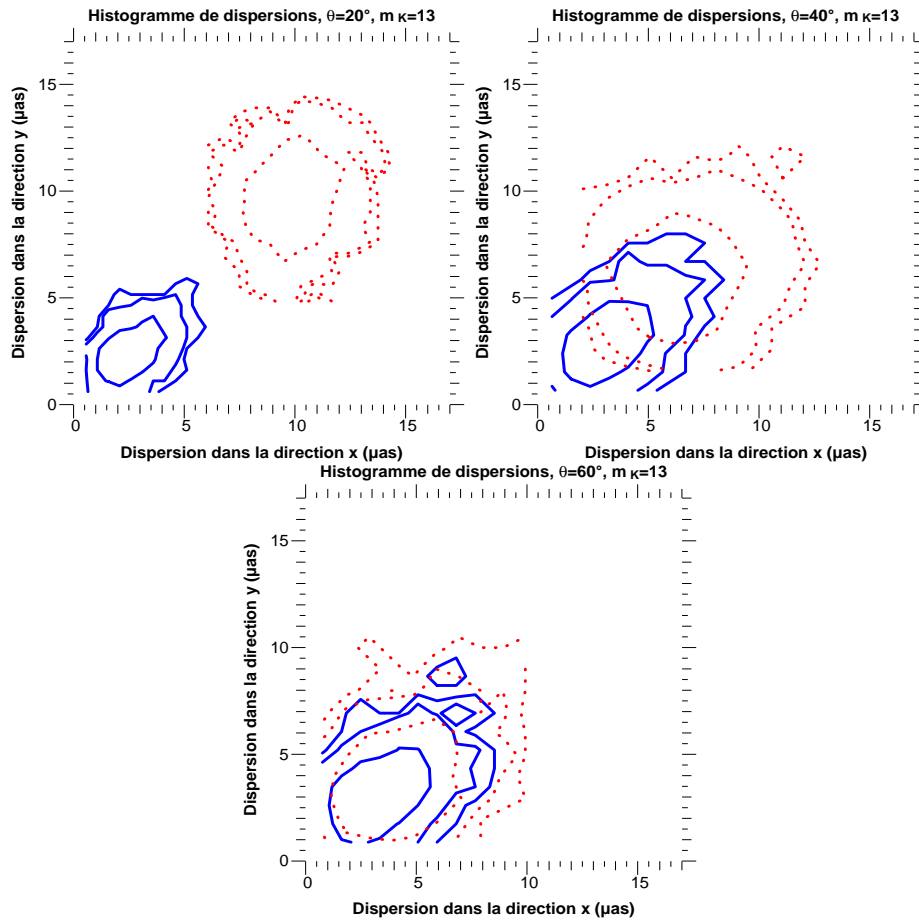 Histogramme de dispersions, θ=20°, m K=13
Dispersion dans la direction y (µas)
15
10
5
0
0 5 10 15
Dispersion dans la direction x (µas)
Histogramme de dispersions, θ=40°, m K=13
Dispersion dans la direction y (µas)
15
10
5
0
0 5 10 15
Dispersion dans la direction x (µas)
Histogramme de dispersions, θ=60°, m K=13
Dispersion dans la direction y (µas)
15
10
5
0
0 5 10 15
Dispersion dans la direction x (µas)